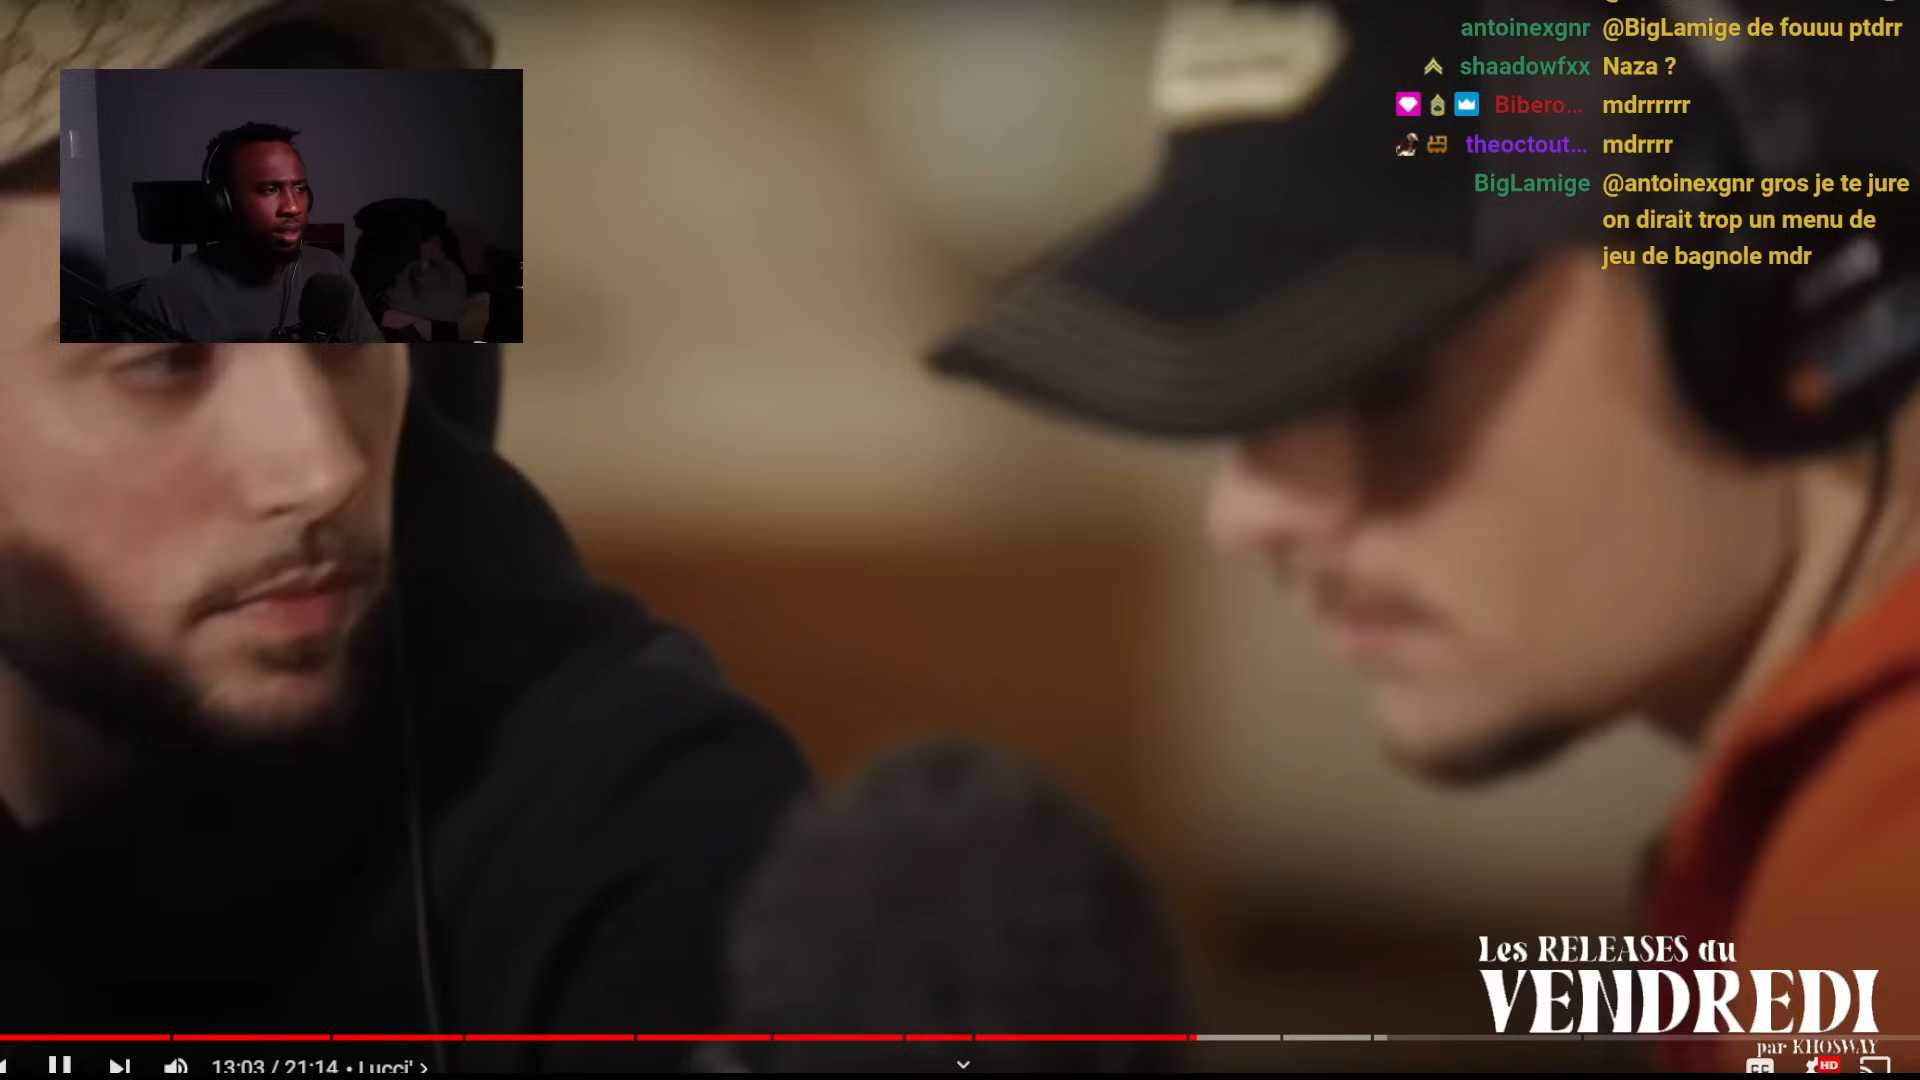 antoinexgnr @BigLamige de fouuu ptdrr
shaadowfxx Naza ?
Bibero... mdrrrrrr
theoctout... mdrrrr
BigLamige @antoinexgnr gros je te jure
on dirait trop un menu de
jeu de bagnole mdr
Les RELEASES du
VENDREDI
par KHOSWAY
13:03 / 21:14 • Lucci' ›
CC
HD